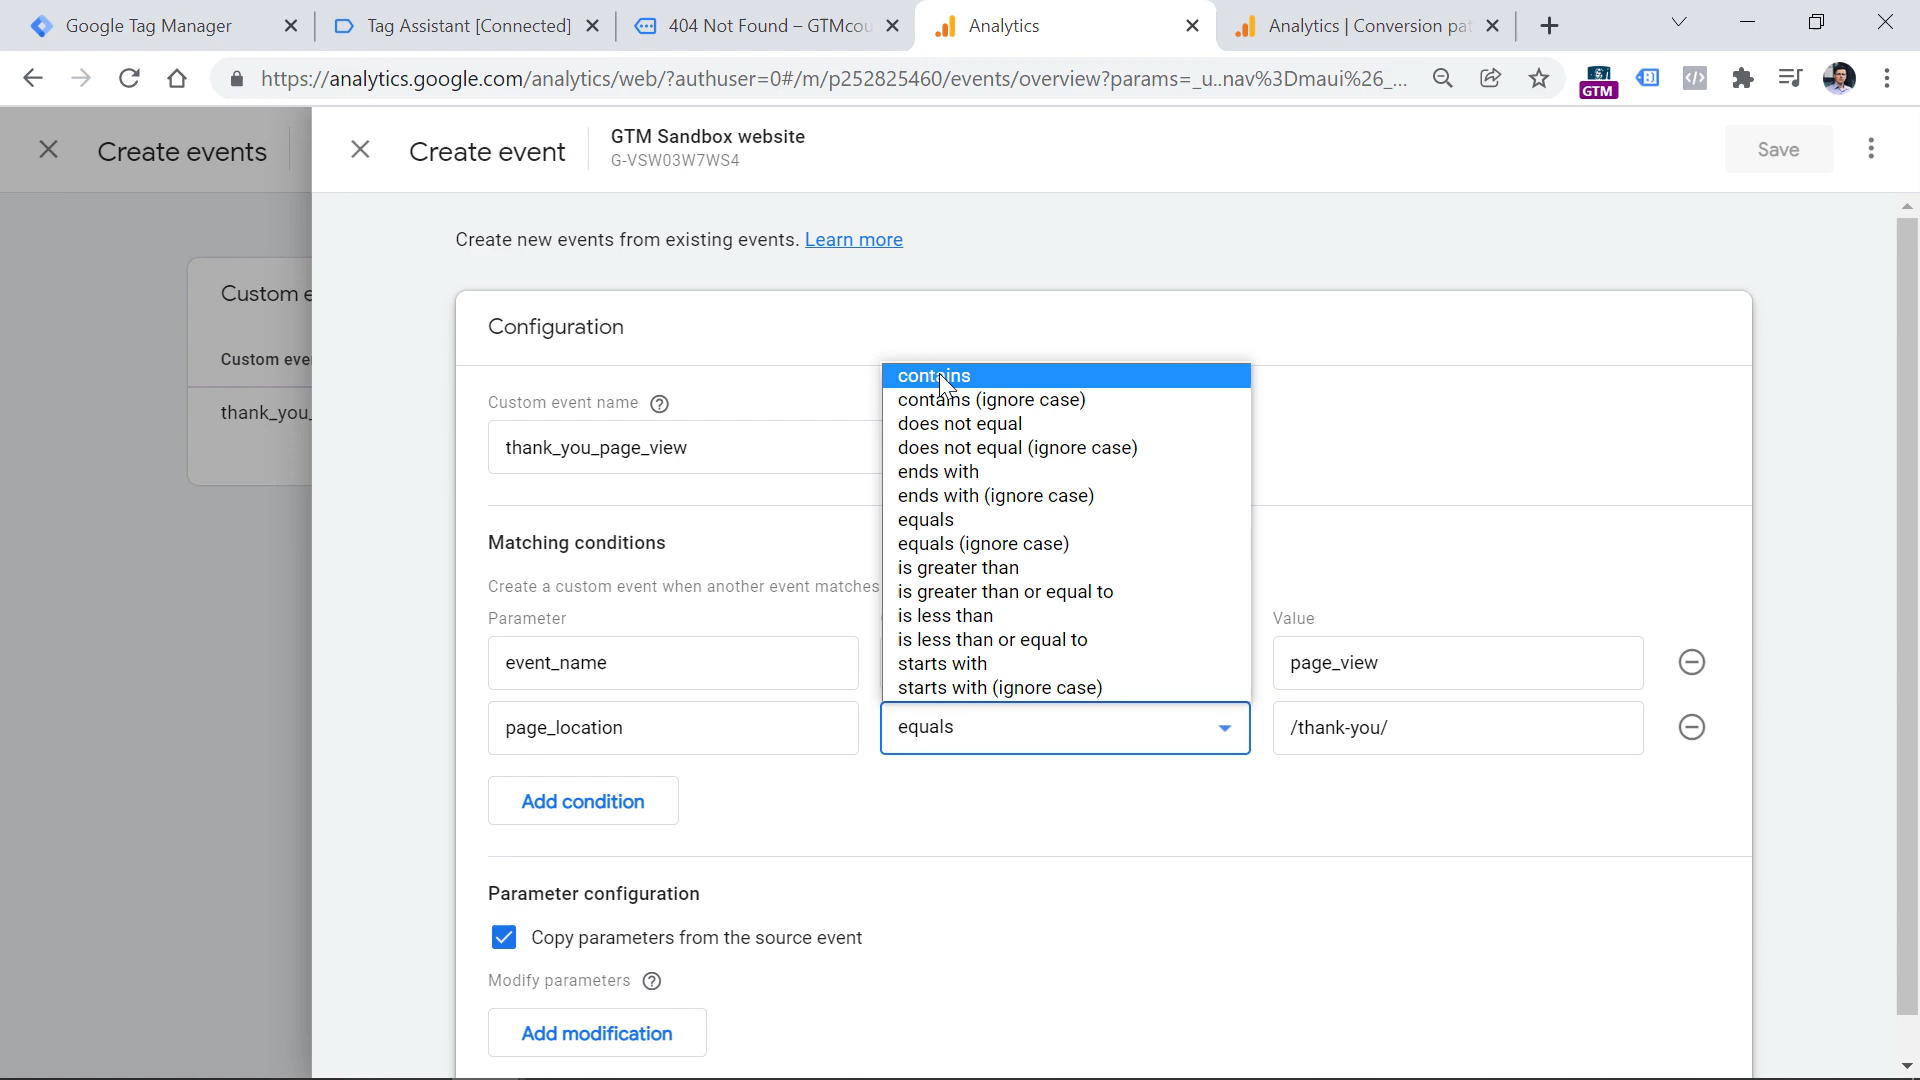 Google Tag Manager
Tag Assistant [Connected]
404 Not Found – GTMcou
Analytics
Analytics | Conversion pat
https://analytics.google.com/analytics/web/?authuser=0#/m/p252825460/events/overview?params=_u..nav%3Dmaui%26_...
GTM
Create events
Create event
GTM Sandbox website
G-VSW03W7WS4
Save
Create new events from existing events. Learn more
Custom e
Custom eve
thank_you_
Configuration
Custom event name
thank_you_page_view
contains
contains (ignore case)
does not equal
does not equal (ignore case)
ends with
ends with (ignore case)
equals
equals (ignore case)
is greater than
is greater than or equal to
is less than
is less than or equal to
starts with
starts with (ignore case)
Matching conditions
Create a custom event when another event matches
Parameter
Value
event_name
page_view
page_location
equals
/thank-you/
Add condition
Parameter configuration
Copy parameters from the source event
Modify parameters
Add modification